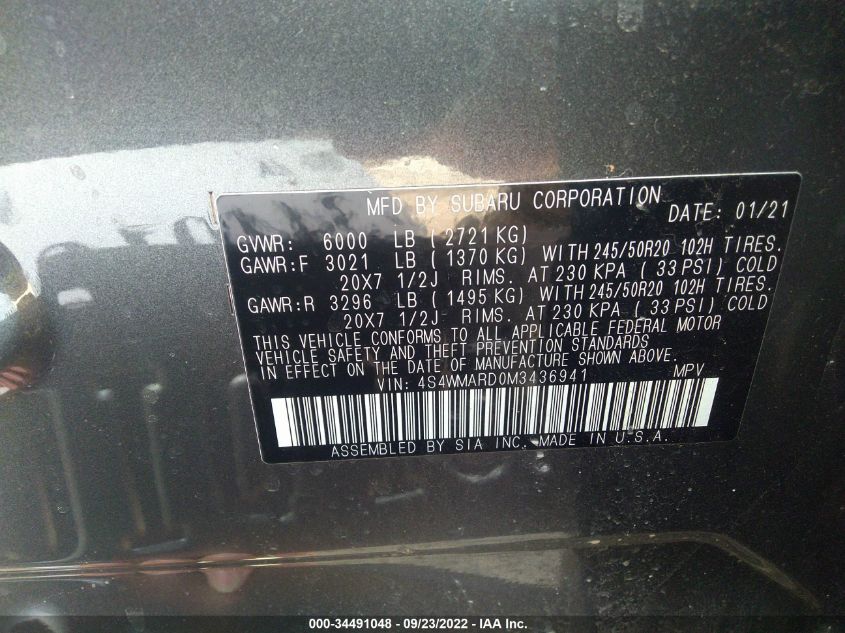 MFD BY SUBARU CORPORATION
DATE: 01/21
GVWR: 6000 LB ( 2721 KG)
GAWR:F 3021 LB ( 1370 KG) WITH 245/50R20 102H TIRES.
20X7 1/2J RIMS. AT 230 KPA ( 33 PSI) COLD
GAWR:R 3296 LB ( 1495 KG) WITH 245/50R20 102H TIRES.
20X7 1/2J RIMS. AT 230 KPA ( 33 PSI) COLD
THIS VEHICLE CONFORMS TO ALL APPLICABLE FEDERAL MOTOR
VEHICLE SAFETY AND THEFT PREVENTION STANDARDS
IN EFFECT ON THE DATE OF MANUFACTURE SHOWN ABOVE.
VIN: 4S4WMARD0M3436941 MPV
ASSEMBLED BY SIA INC. MADE IN U.S.A.
000-34491048 - 09/23/2022 - IAA Inc.